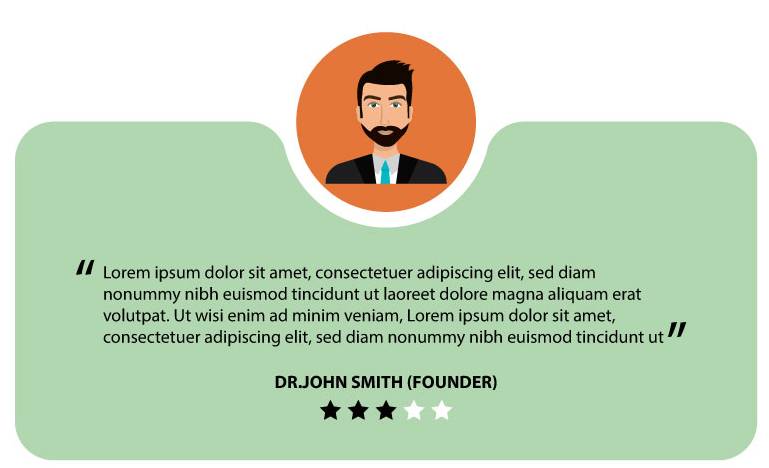 “ Lorem ipsum dolor sit amet, consectetuer adipiscing elit, sed diam
nonummy nibh euismod tincidunt ut laoreet dolore magna aliquam erat
volutpat. Ut wisi enim ad minim veniam, Lorem ipsum dolor sit amet,
consectetuer adipiscing elit, sed diam nonummy nibh euismod tincidunt ut ”
DR.JOHN SMITH (FOUNDER)